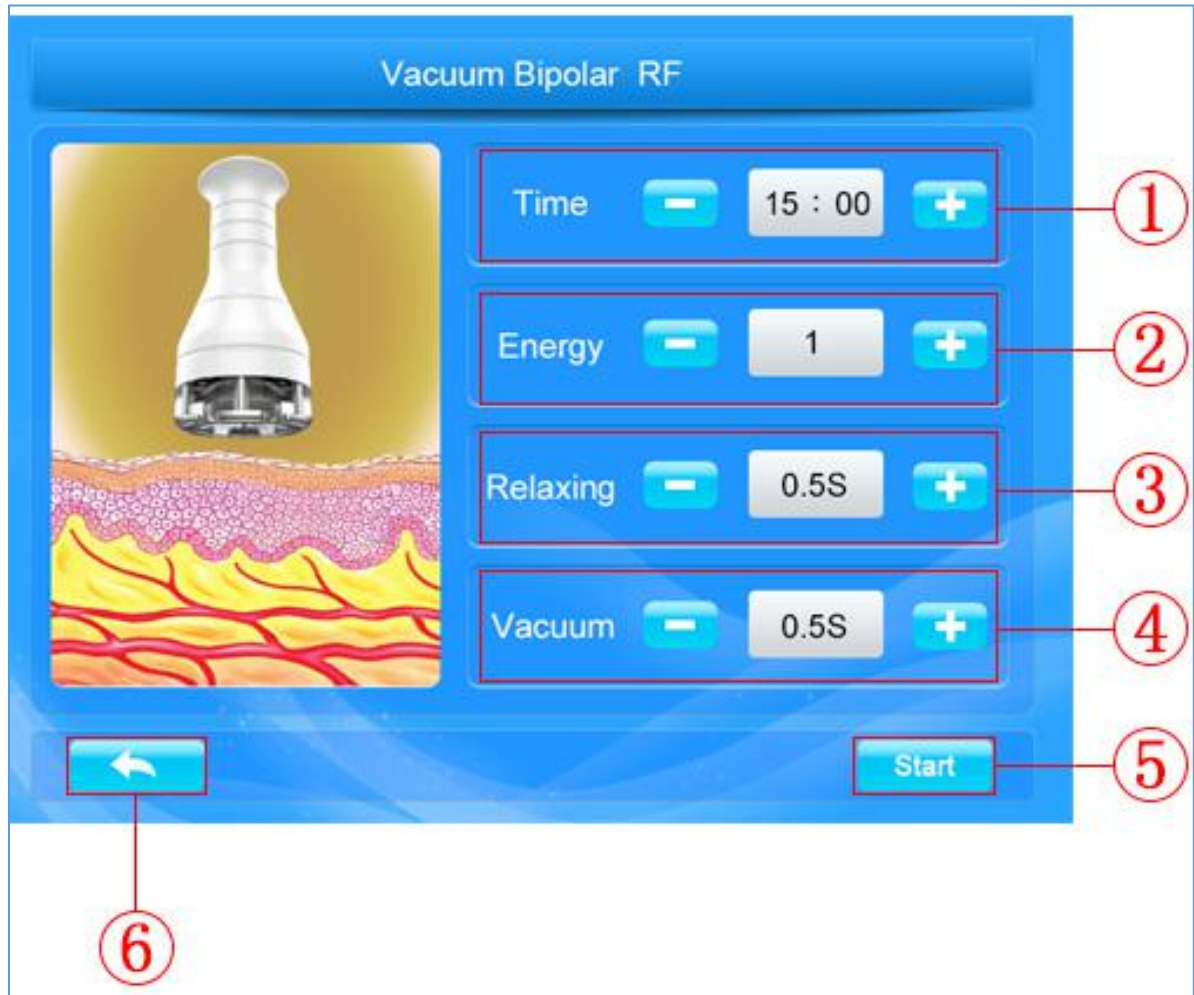 Vacuum Bipolar RF
Time - 15 : 00 + ①
Energy - 1 + ②
Relaxing - 0.5S + ③
Vacuum - 0.5S + ④
Start ⑤
⑥